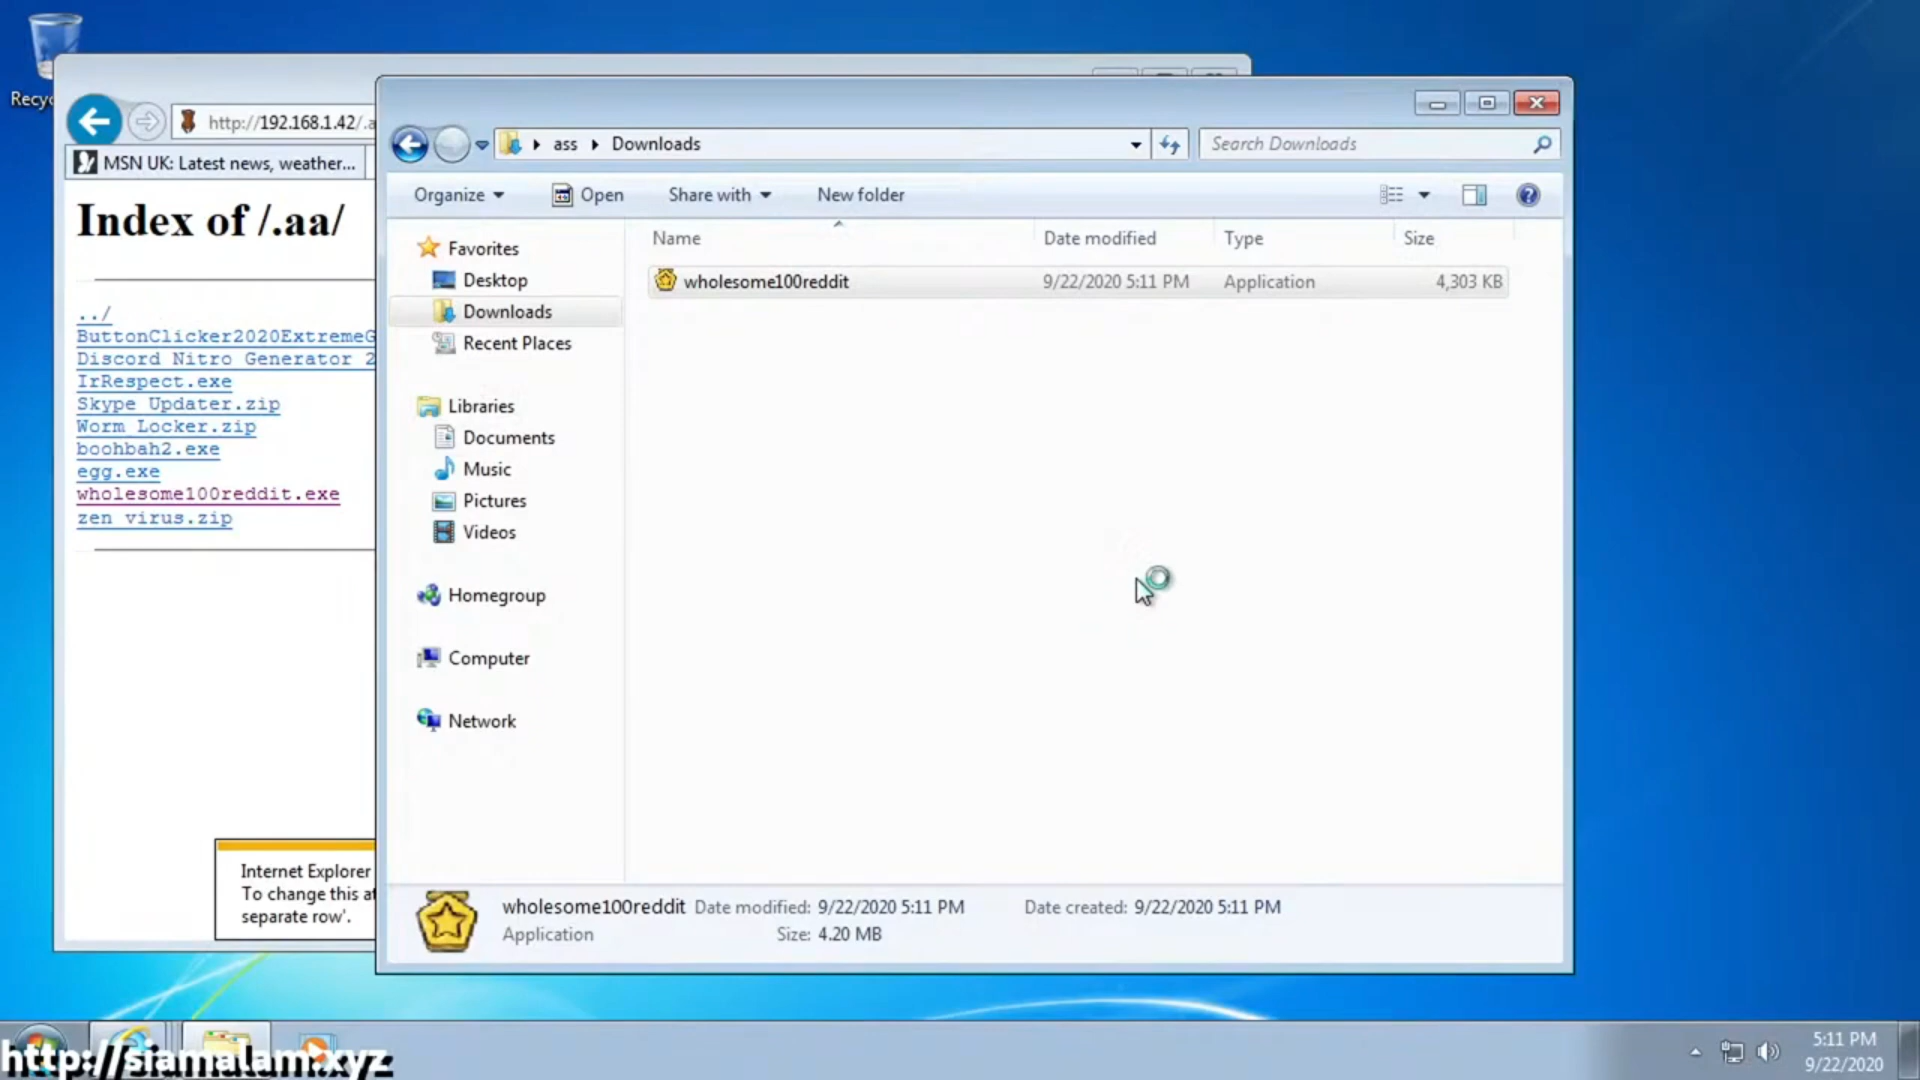 Recyc
http://192.168.1.42/.a
MSN UK: Latest news, weather...
Index of /.aa/
../
ButtonClicker2020ExtremeG
Discord Nitro Generator 2
IrRespect.exe
Skype Updater.zip
Worm Locker.zip
boohbah2.exe
egg.exe
wholesome100reddit.exe
zen virus.zip
Internet Explorer
To change this at
separate row'.
ass Downloads
Search Downloads
Organize Open Share with New folder
Favorites
Desktop
Downloads
Recent Places
Libraries
Documents
Music
Pictures
Videos
Homegroup
Computer
Network
Name Date modified Type Size
wholesome100reddit 9/22/2020 5:11 PM Application 4,303 KB
wholesome100reddit Date modified: 9/22/2020 5:11 PM Date created: 9/22/2020 5:11 PM
Application Size: 4.20 MB
http://siamalam.xyz
5:11 PM
9/22/2020